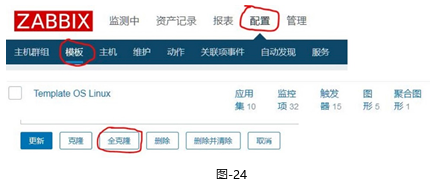 ZABBIX 监测中 资产记录 报表 配置 管理
主机群组 模板 主机 维护 动作 关联项事件 自动发现 服务
Template OS Linux 应用集 10 监控项 32 触发器 15 图形 5 聚合图形 1
更新 克隆 全克隆 删除 删除并清除 取消
图-24